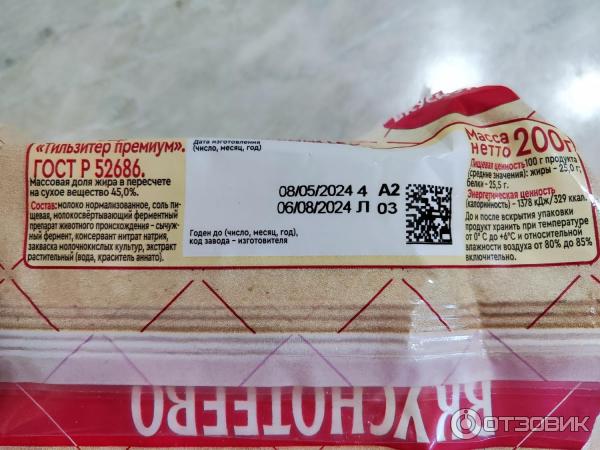 «Тильзитер премиум».
ГОСТ Р 52686.
Массовая доля жира в пересчете
на сухое вещество 45,0%.
Состав: молоко нормализованное, соль пи-
щевая, молокосвёртывающий ферментный
препарат животного происхождения - сычуж-
ный фермент, консервант нитрат натрия,
закваска молочнокислых культур, экстракт
растительный (вода, краситель аннато).
Дата изготовления
(число, месяц, год)
08/05/2024 4 А2
06/08/2024 Л 03
Годен до (число, месяц, год),
код завода - изготовителя
Масса
нетто 200г
Пищевая ценность 100 г продукта
(средние значения): жиры - 25,0 г,
белки - 25,5 г.
Энергетическая ценность
(калорийность) - 1378 кДж/329 ккал.
До и после вскрытия упаковки
продукт хранить при температуре
от 0° С до +6°С и относительной
влажности воздуха от 80% до 85%
включительно.
ВКУСНОТЕЕВО
ОТЗОВИК